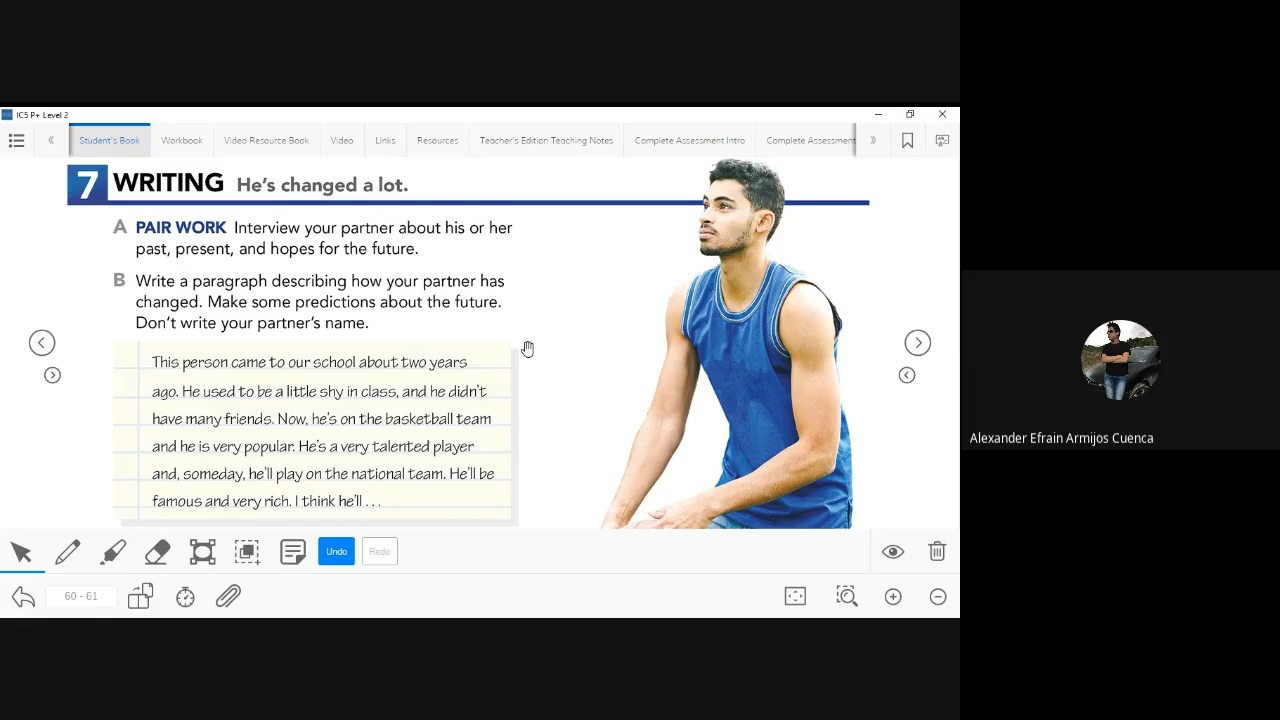 IC5 P+ Level 2
Student's Book Workbook Video Resource Book Video Links Resources Teacher's Edition Teaching Notes Complete Assessment Intro Complete Assessment
7 WRITING He's changed a lot.
A PAIR WORK Interview your partner about his or her
past, present, and hopes for the future.
B Write a paragraph describing how your partner has
changed. Make some predictions about the future.
Don't write your partner's name.
This person came to our school about two years
ago. He used to be a little shy in class, and he didn't
have many friends. Now, he's on the basketball team
and he is very popular. He's a very talented player
and, someday, he'll play on the national team. He'll be
famous and very rich. I think he'll . . .
Alexander Efrain Armijos Cuenca
Undo Redo
60 - 61